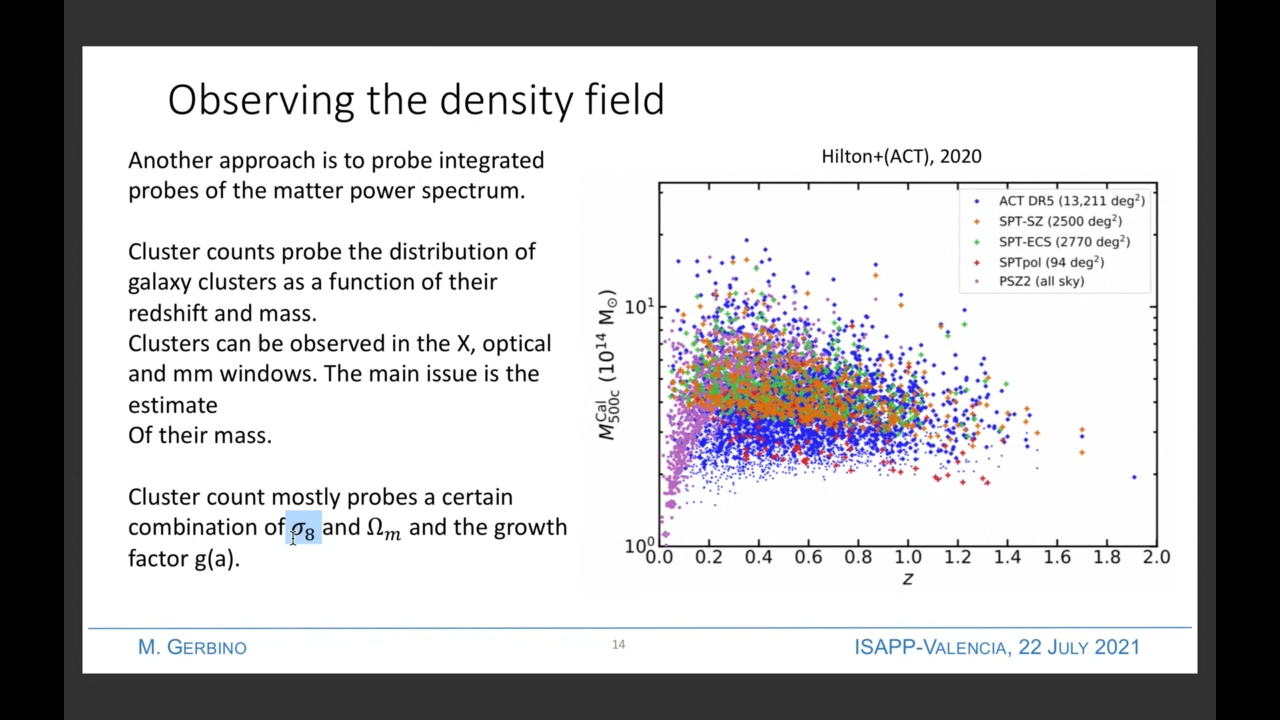 Observing the density field
Another approach is to probe integrated
probes of the matter power spectrum.
Cluster counts probe the distribution of
galaxy clusters as a function of their
redshift and mass.
Clusters can be observed in the X, optical
and mm windows. The main issue is the
estimate
Of their mass.
Cluster count mostly probes a certain
combination of σ₈ and Ωₘ and the growth
factor g(a).
Hilton+(ACT), 2020
ACT DR5 (13,211 deg²)
SPT-SZ (2500 deg²)
SPT-ECS (2770 deg²)
SPTpol (94 deg²)
PSZ2 (all sky)
M^Cal_500c (10¹⁴ M☉)
10¹
10⁰
0.0 0.2 0.4 0.6 0.8 1.0 1.2 1.4 1.6 1.8 2.0
z
M. GERBINO
14
ISAPP-VALENCIA, 22 JULY 2021